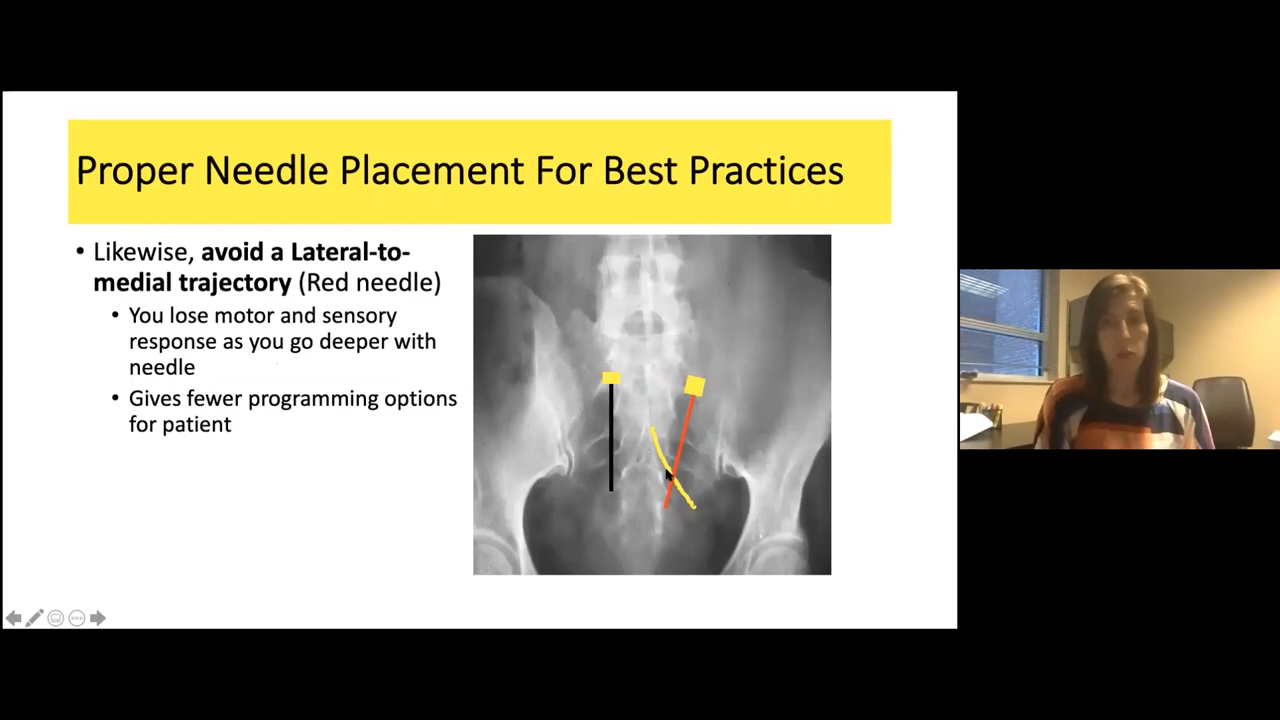 Proper Needle Placement For Best Practices
• Likewise, avoid a Lateral-to-
medial trajectory (Red needle)
• You lose motor and sensory
response as you go deeper with
needle
• Gives fewer programming options
for patient